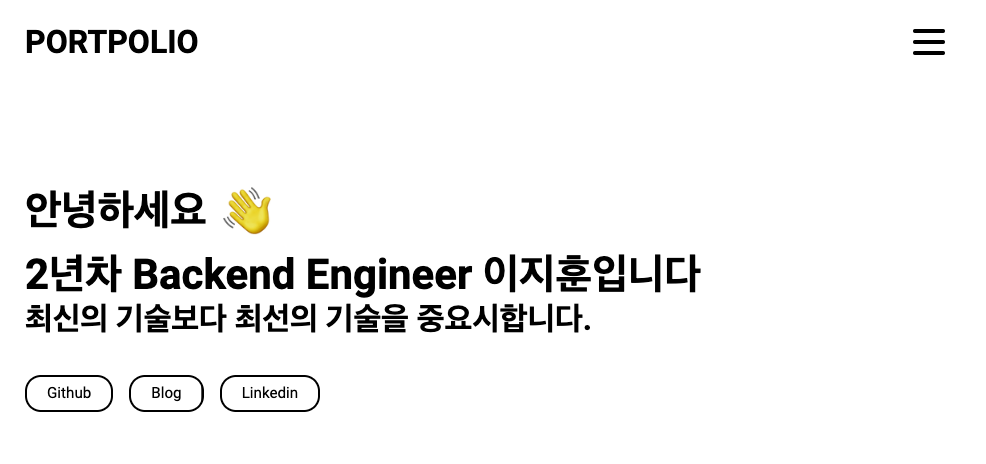 PORTPOLIO
안녕하세요 👋
2년차 Backend Engineer 이지훈입니다
최신의 기술보다 최선의 기술을 중요시합니다.
Github Blog Linkedin